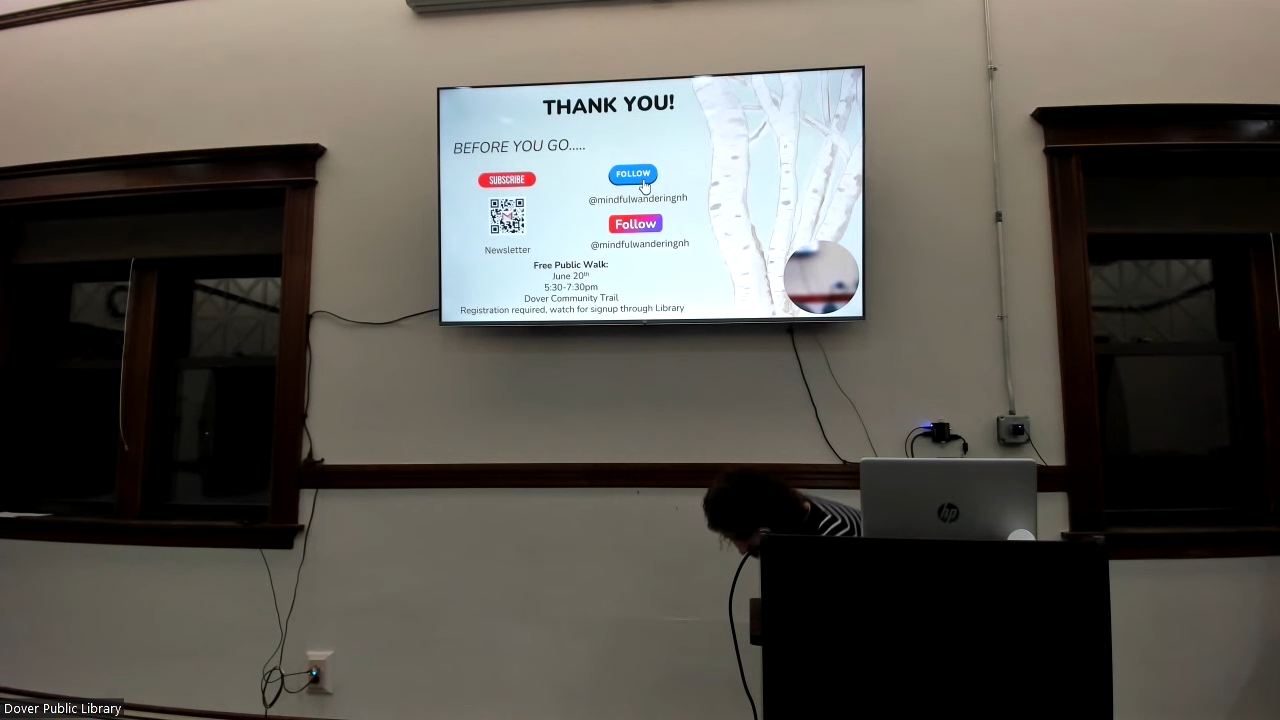 THANK YOU!
BEFORE YOU GO.....
SUBSCRIBE
Newsletter
FOLLOW
@mindfulwanderingnh
Follow
@mindfulwanderingnh
Free Public Walk:
June 20th
5:30-7:30pm
Dover Community Trail
Registration required, watch for signup through Library
hp
Dover Public Library